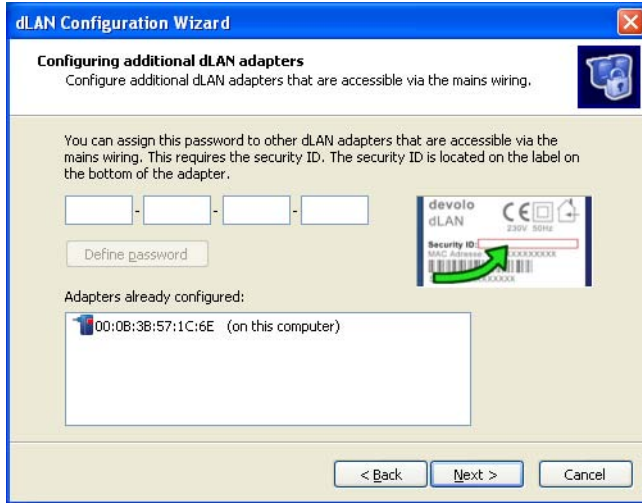 dLAN Configuration Wizard
Configuring additional dLAN adapters
Configure additional dLAN adapters that are accessible via the mains wiring.
You can assign this password to other dLAN adapters that are accessible via the
mains wiring. This requires the security ID. The security ID is located on the label on
the bottom of the adapter.
- - -
devolo
dLAN
CE
230V 50Hz
Security ID:
MAC Adresse XXXXXXXXXX
Define password
Adapters already configured:
00:0B:3B:57:1C:6E (on this computer)
< Back
Next >
Cancel